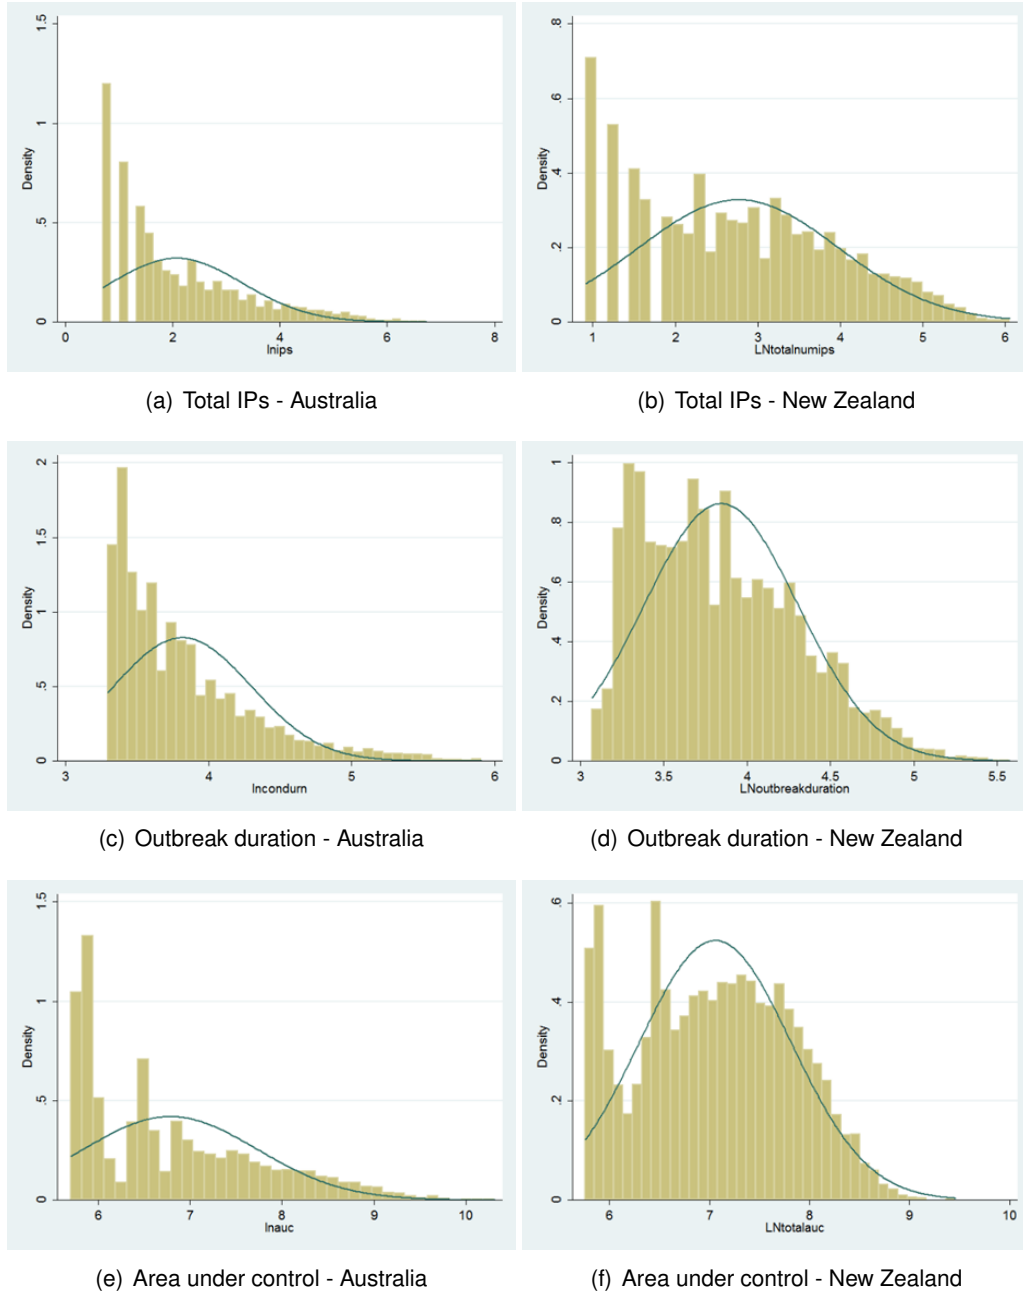 1.5
1
.5
0
Density
0 2 4 6 8
lnips
(a) Total IPs - Australia
.8
.6
.4
.2
0
Density
1 2 3 4 5 6
LNtotalnumips
(b) Total IPs - New Zealand
2
1.5
1
.5
0
Density
3 4 5 6
lncondurn
(c) Outbreak duration - Australia
1
.8
.6
.4
.2
0
Density
3 3.5 4 4.5 5 5.5
LNoutbreakduration
(d) Outbreak duration - New Zealand
1.5
1
.5
0
Density
6 7 8 9 10
lnauc
(e) Area under control - Australia
.6
.4
.2
0
Density
6 7 8 9 10
LNtotalauc
(f) Area under control - New Zealand